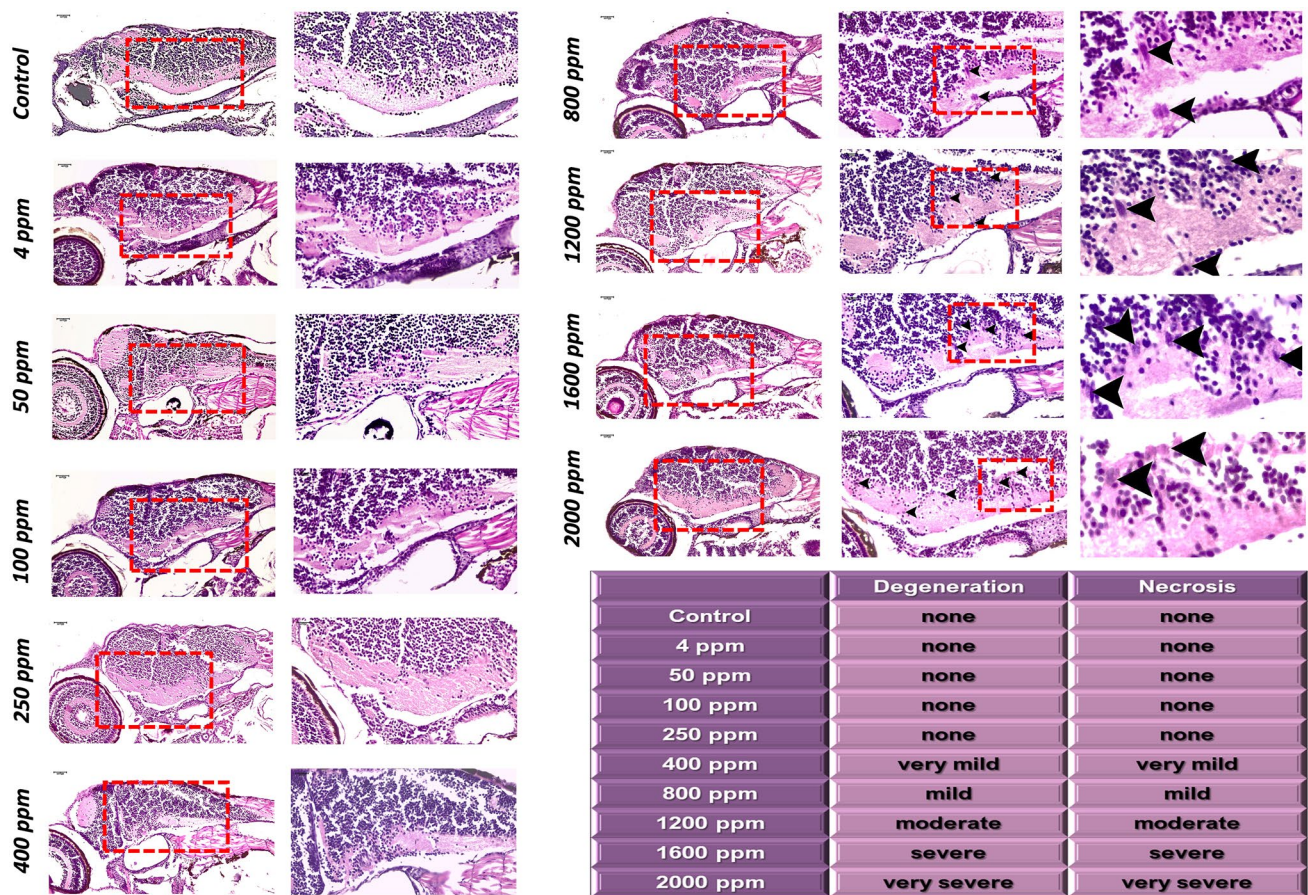 Control
4 ppm
50 ppm
100 ppm
250 ppm
400 ppm
800 ppm
1200 ppm
1600 ppm
2000 ppm
Degeneration Necrosis
Control none none
4 ppm none none
50 ppm none none
100 ppm none none
250 ppm none none
400 ppm very mild very mild
800 ppm mild mild
1200 ppm moderate moderate
1600 ppm severe severe
2000 ppm very severe very severe